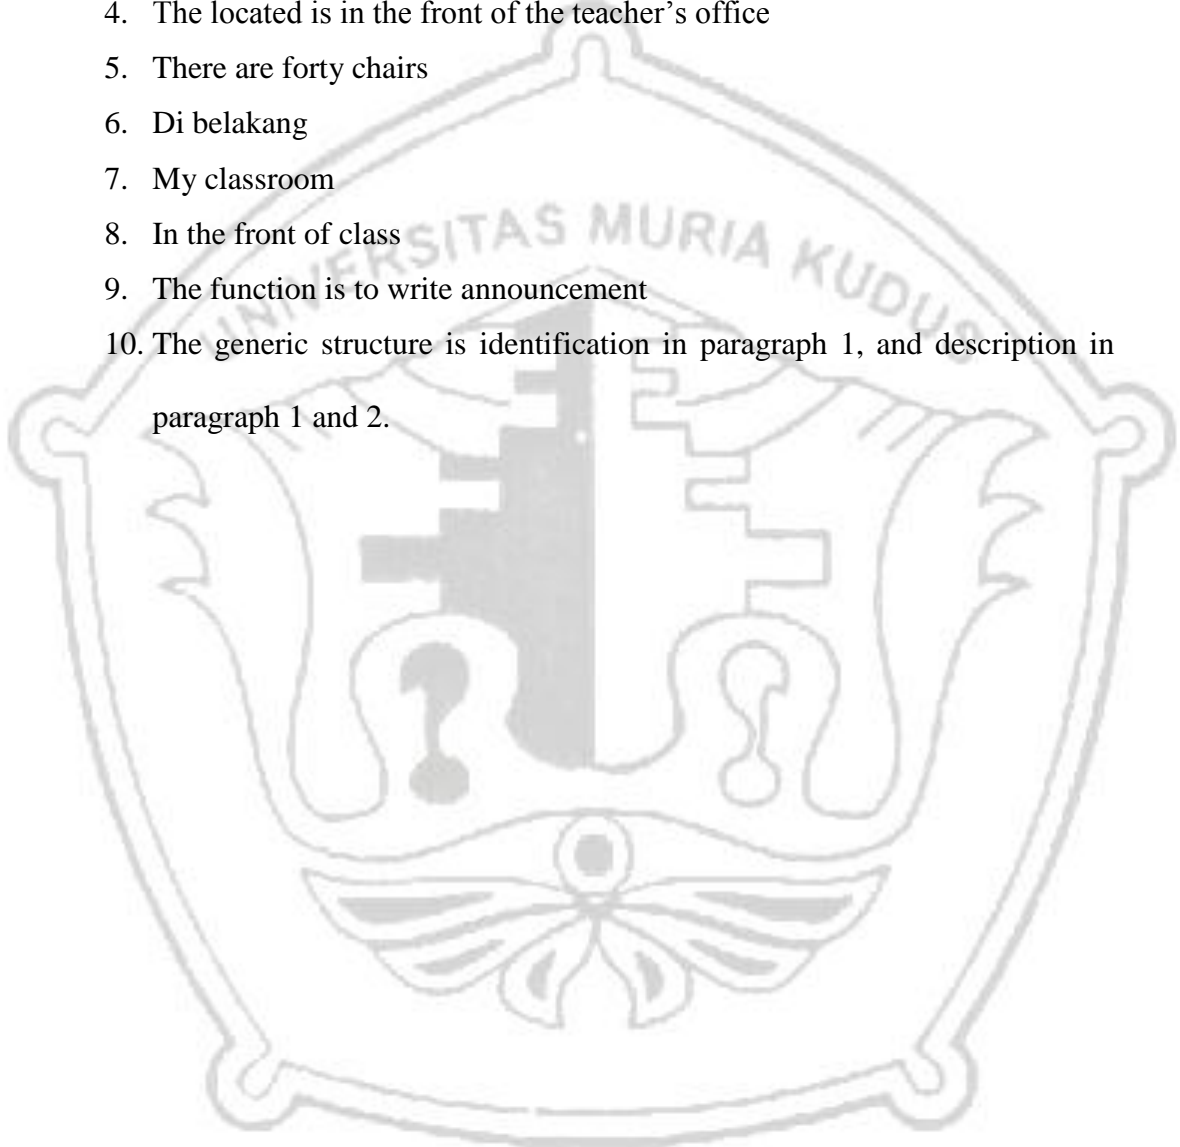 4. The located is in the front of the teacher’s office
5. There are forty chairs
6. Di belakang
7. My classroom
8. In the front of class
UNIVERSITAS MURIA KUDUS
9. The function is to write announcement
10. The generic structure is identification in paragraph 1, and description in
paragraph 1 and 2.